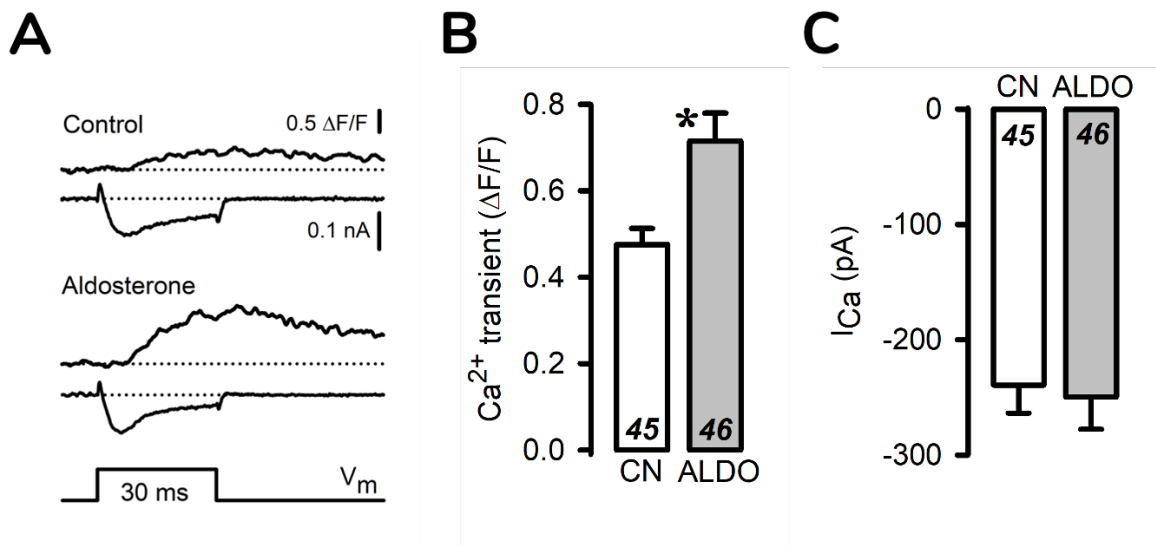 A
Control
0.5 ΔF/F
0.1 nA
Aldosterone
Vm
30 ms
B
Ca2+ transient (ΔF/F)
0.8
0.6
0.4
0.2
0.0
*
45
46
CN ALDO
C
CN ALDO
ICa (pA)
0
-100
-200
-300
45
46